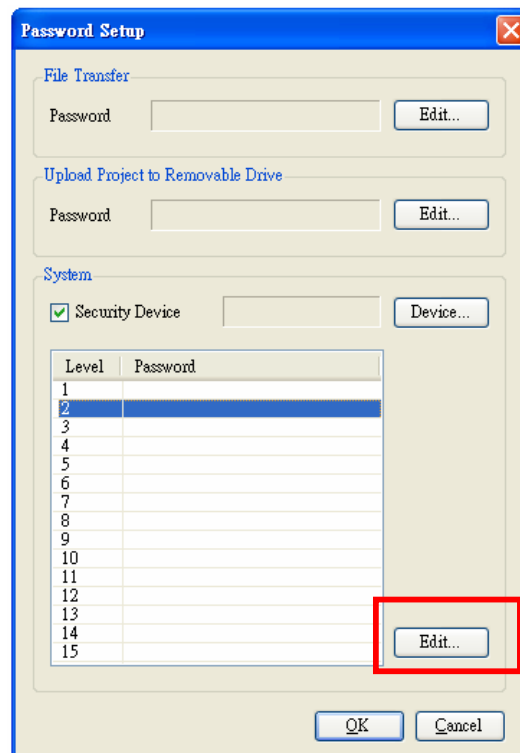 Password Setup
File Transfer
Password Edit...
Upload Project to Removable Drive
Password Edit...
System
Security Device Device...
Level Password
1
2
3
4
5
6
7
8
9
10
11
12
13
14
15
Edit...
OK Cancel